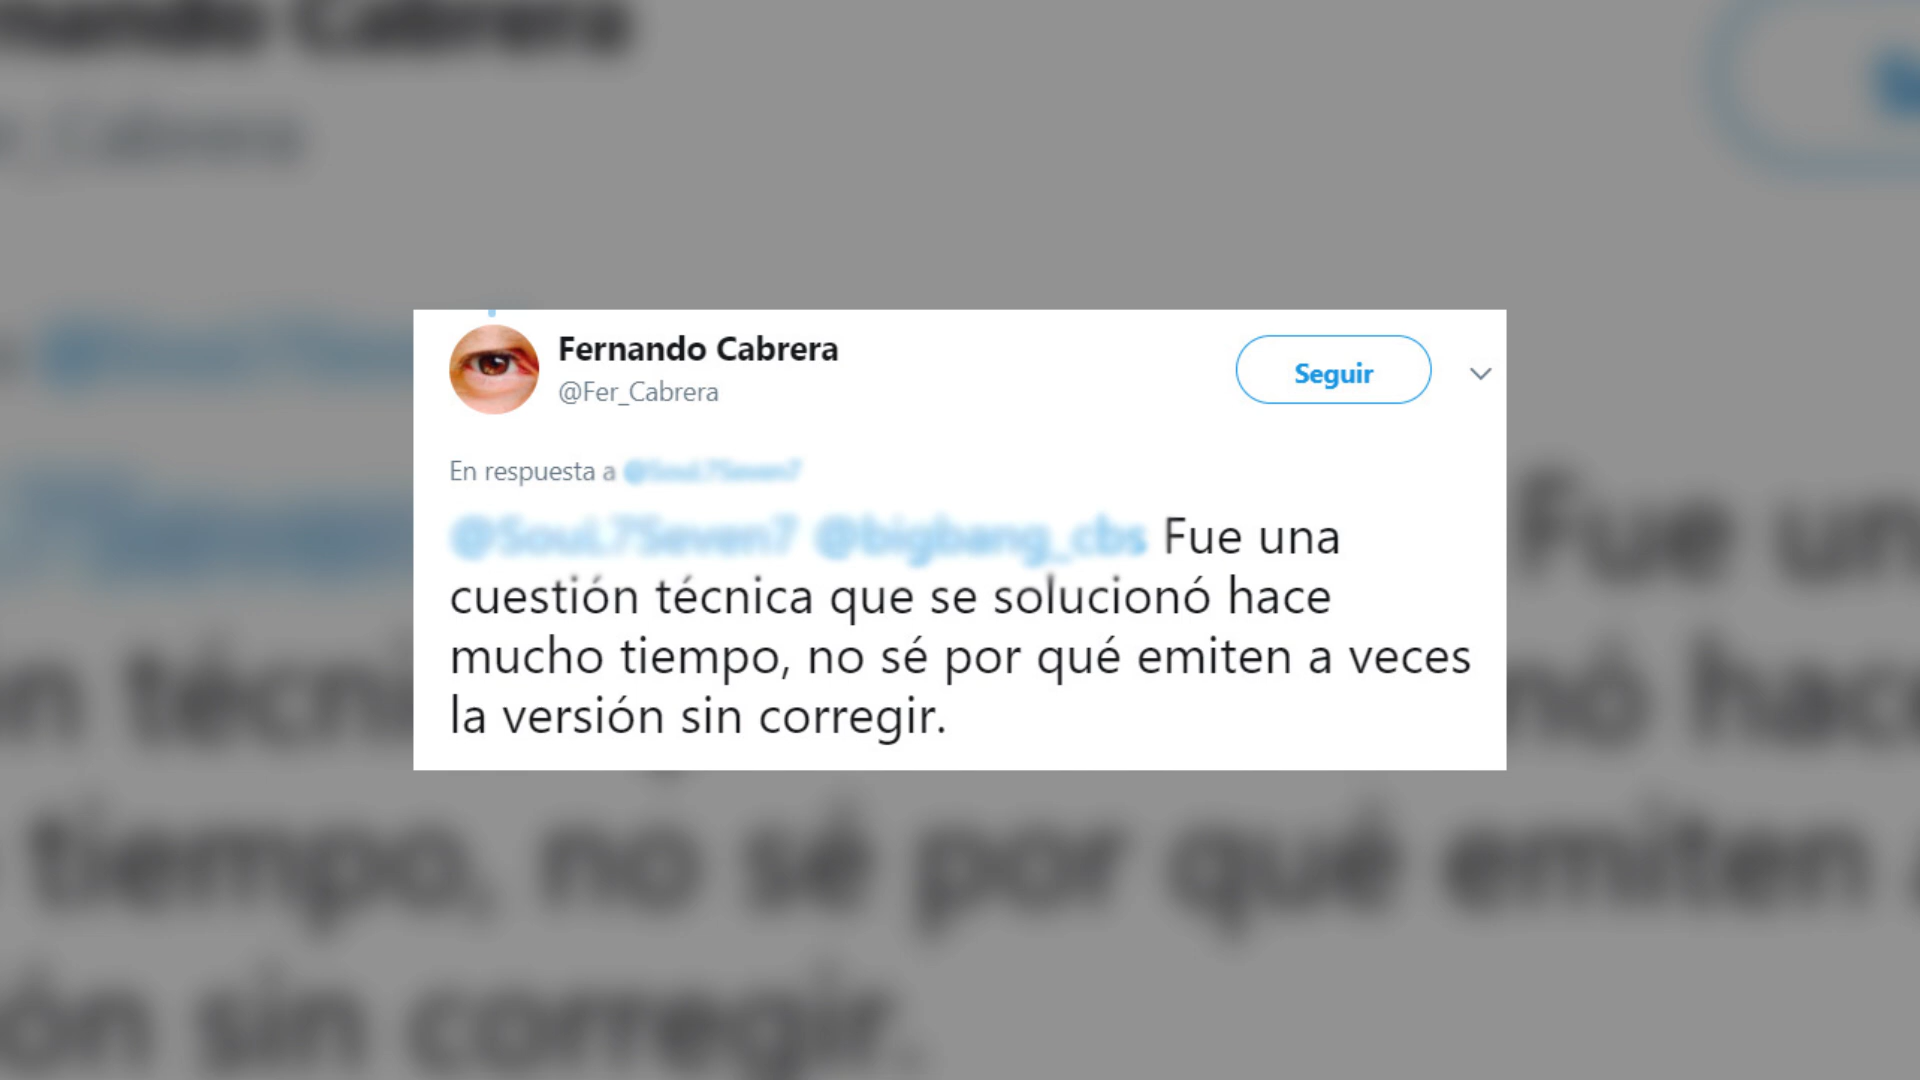 Fernando Cabrera
@Fer_Cabrera
Seguir
En respuesta a
@bigbang_cbs Fue una
cuestión técnica que se solucionó hace
mucho tiempo, no sé por qué emiten a veces
la versión sin corregir.